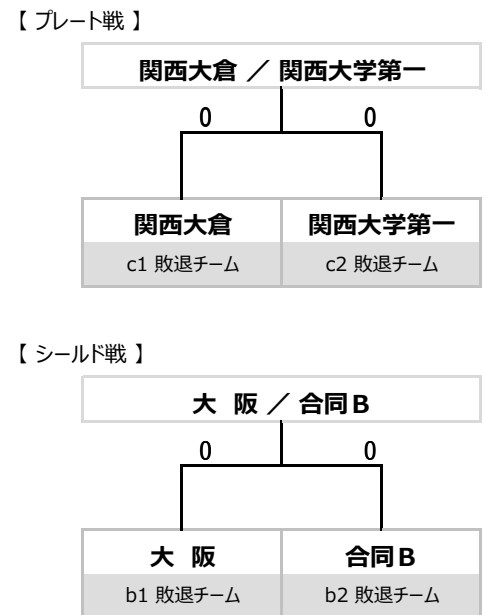 【 プレート戦 】
関西大倉 ／ 関西大学第一
0 0
関西大倉 関西大学第一
c1 敗退チーム c2 敗退チーム
【 シールド戦 】
大 阪 ／ 合同Ｂ
0 0
大 阪 合同Ｂ
b1 敗退チーム b2 敗退チーム